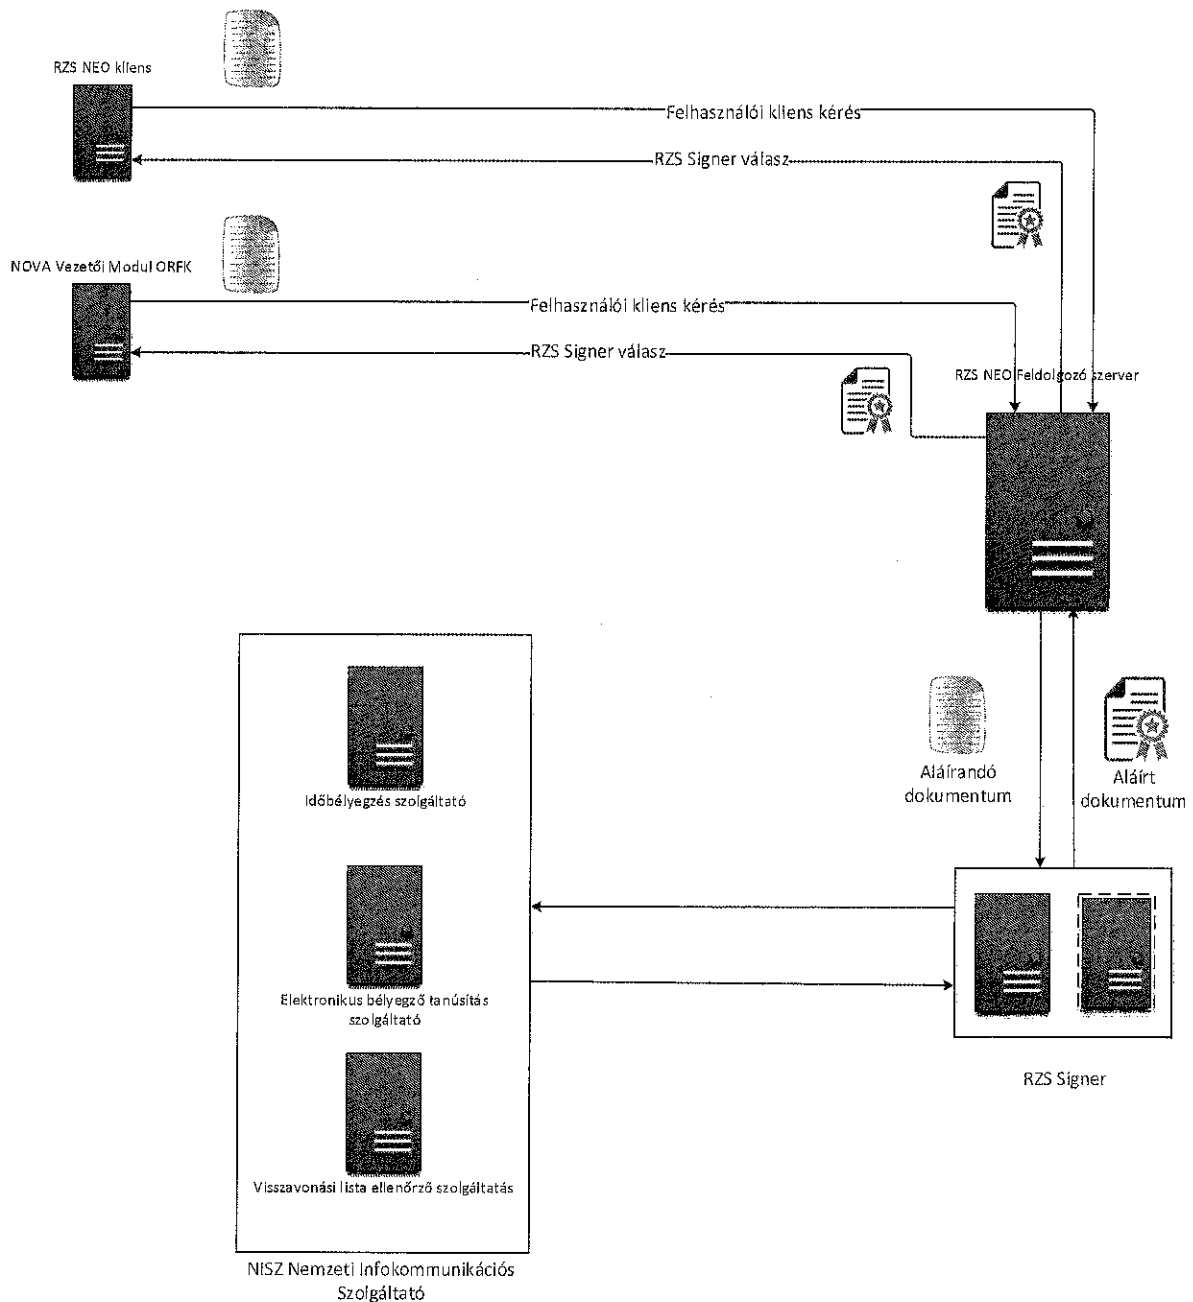 RZS NEO kliens
Felhasználói kliens kérés
RZS Signer válasz
NOVA Vezetői Modul ORFK
Felhasználói kliens kérés
RZS Signer válasz
RZS NEO Feldolgozó szerver
Aláírandó
dokumentum
Aláírt
dokumentum
Időbélyegzés szolgáltató
Elektronikus bélyegző tanúsítás
szolgáltató
Visszavonási lista ellenőrző szolgáltatás
RZS Signer
NISZ Nemzeti Infokommunikációs
Szolgáltató